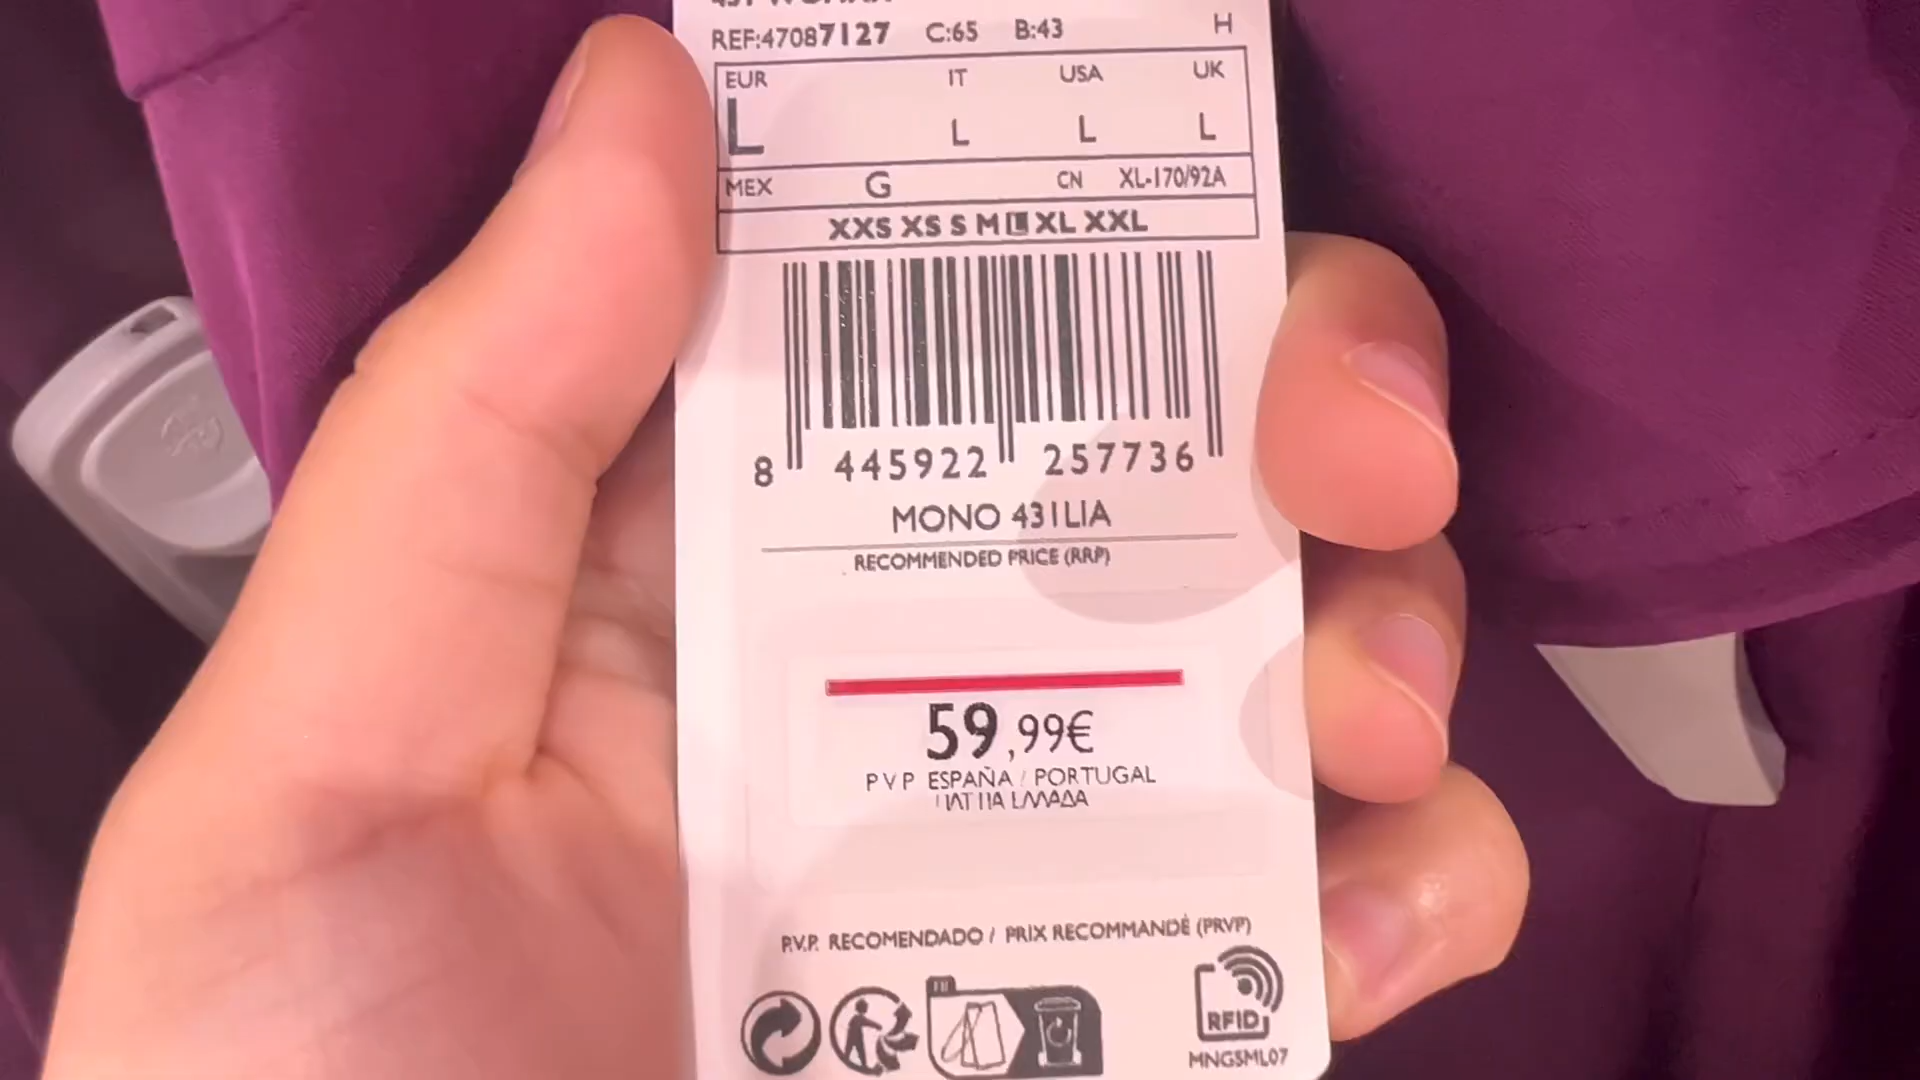 REF:47087127 C:65 B:43 H
EUR IT USA UK
L L L L
MEX G CN XL-170/92A
XXS XS S M L XL XXL
8 445922 257736
MONO 431LIA
RECOMMENDED PRICE (RRP)
59,99€
PVP ESPAÑA / PORTUGAL
ΕΛΛΑΔΑ
P.V.P. RECOMENDADO / PRIX RECOMMANDÉ (PRVP)
RFID
MNGSML07